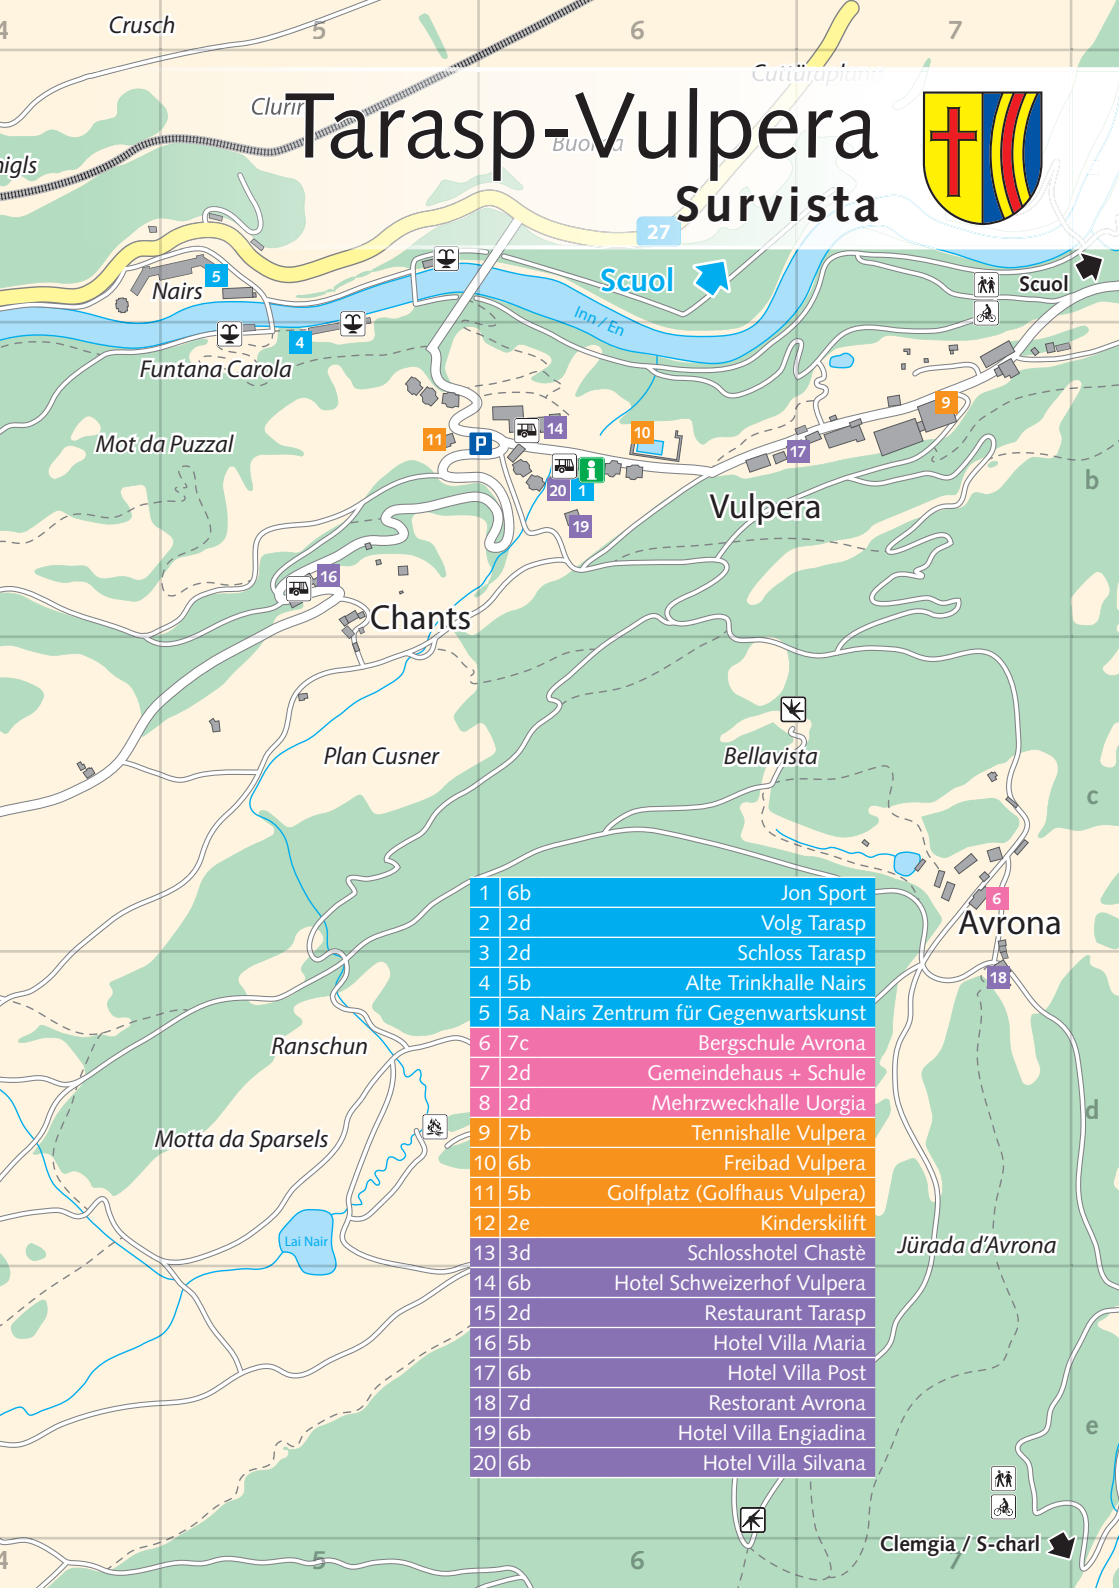 4
5
6
7
Crusch
Cuttüraplana
Clurin
Tarasp-Vulpera
Buorna
nigls
Survista
27
Scuol
Scuol
5
Nairs
Inn / En
4
Funtana Carola
9
14
10
11
P
Mot da Puzzal
17
i
b
20
1
Vulpera
19
16
Chants
Plan Cusner
Bellavista
c
6
Avrona
18
1 6b Jon Sport
2 2d Volg Tarasp
3 2d Schloss Tarasp
4 5b Alte Trinkhalle Nairs
5 5a Nairs Zentrum für Gegenwartskunst
6 7c Bergschule Avrona
7 2d Gemeindehaus + Schule
8 2d Mehrzweckhalle Uorgia
9 7b Tennishalle Vulpera
10 6b Freibad Vulpera
11 5b Golfplatz (Golfhaus Vulpera)
12 2e Kinderskilift
13 3d Schlosshotel Chastè
14 6b Hotel Schweizerhof Vulpera
15 2d Restaurant Tarasp
16 5b Hotel Villa Maria
17 6b Hotel Villa Post
18 7d Restorant Avrona
19 6b Hotel Villa Engiadina
20 6b Hotel Villa Silvana
Ranschun
d
Motta da Sparsels
Lai Nair
Jürada d'Avrona
e
Clemgia / S-charl
4
5
6
7